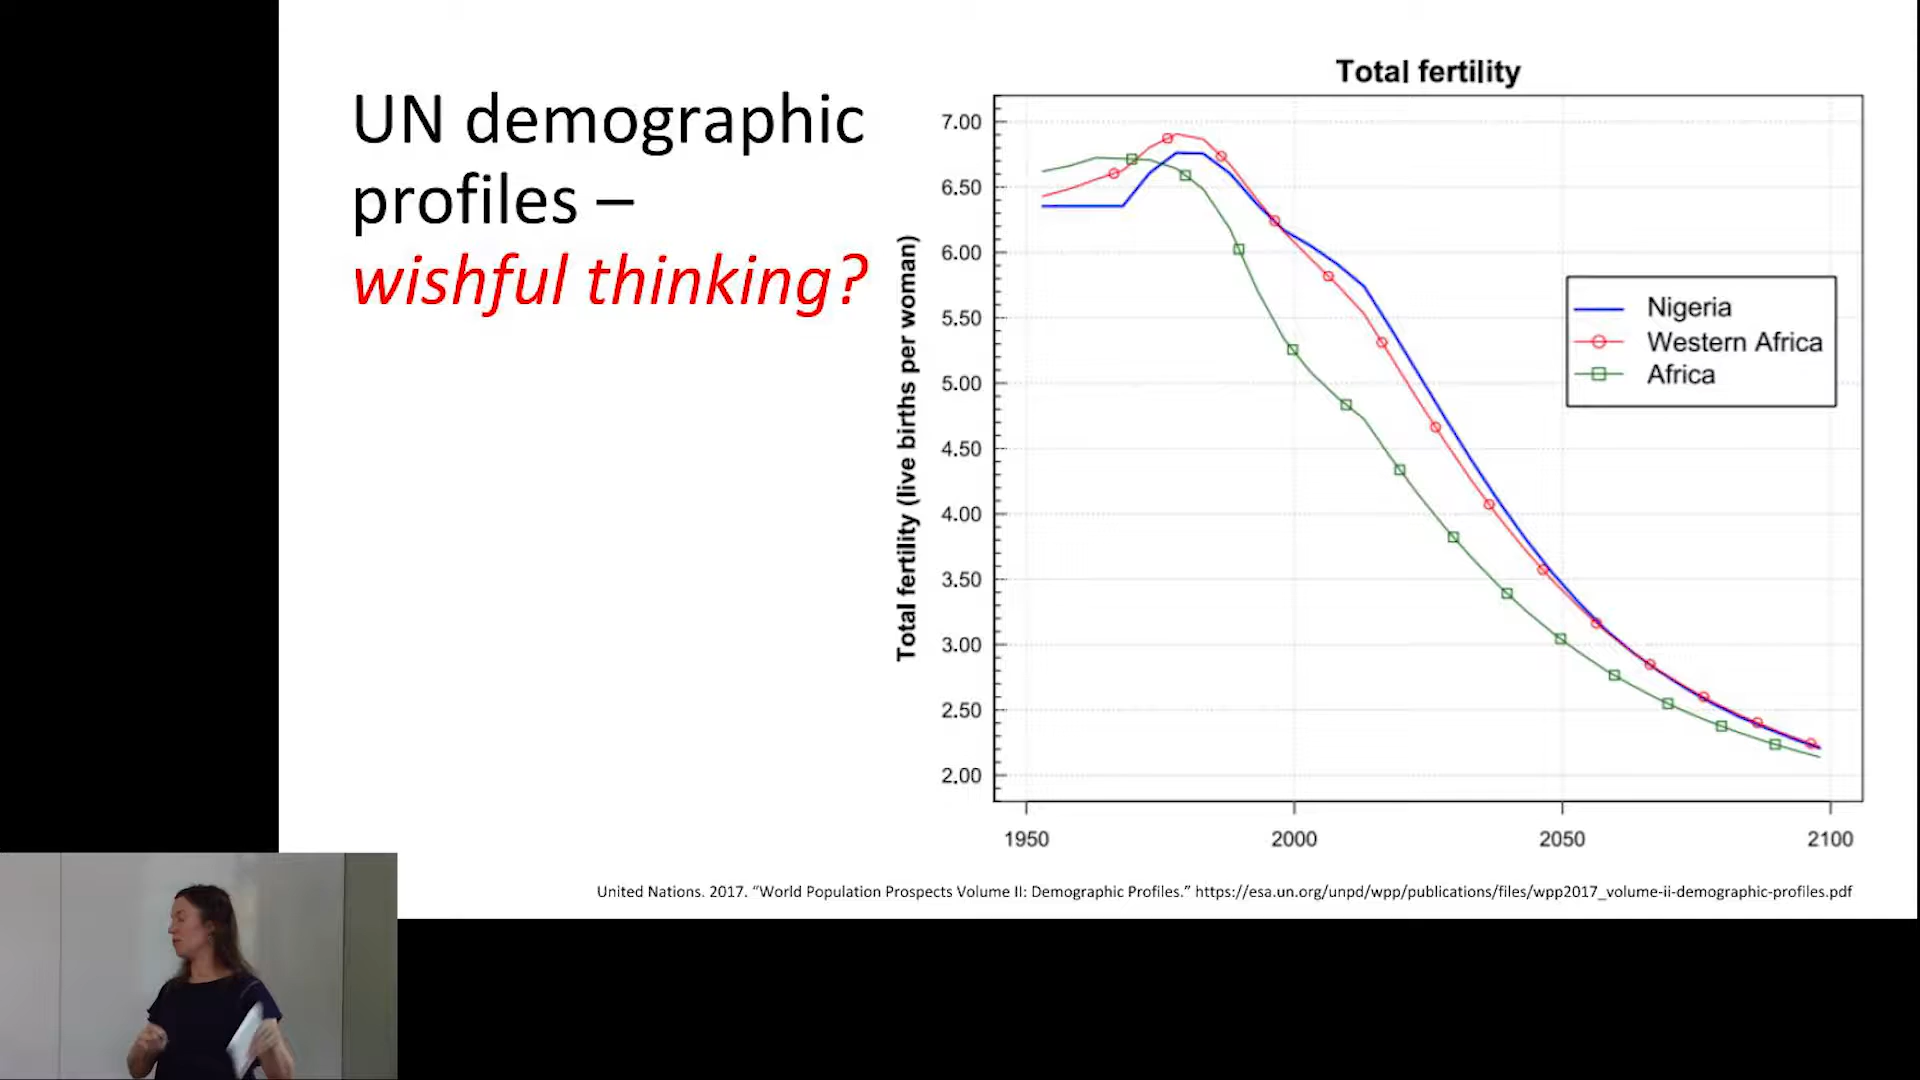 UN demographic
profiles –
wishful thinking?
Total fertility
Total fertility (live births per woman)
7.00
6.50
6.00
5.50
5.00
4.50
4.00
3.50
3.00
2.50
2.00
1950 2000 2050 2100
Nigeria
Western Africa
Africa
United Nations. 2017. “World Population Prospects Volume II: Demographic Profiles.” https://esa.un.org/unpd/wpp/publications/files/wpp2017_volume-ii-demographic-profiles.pdf